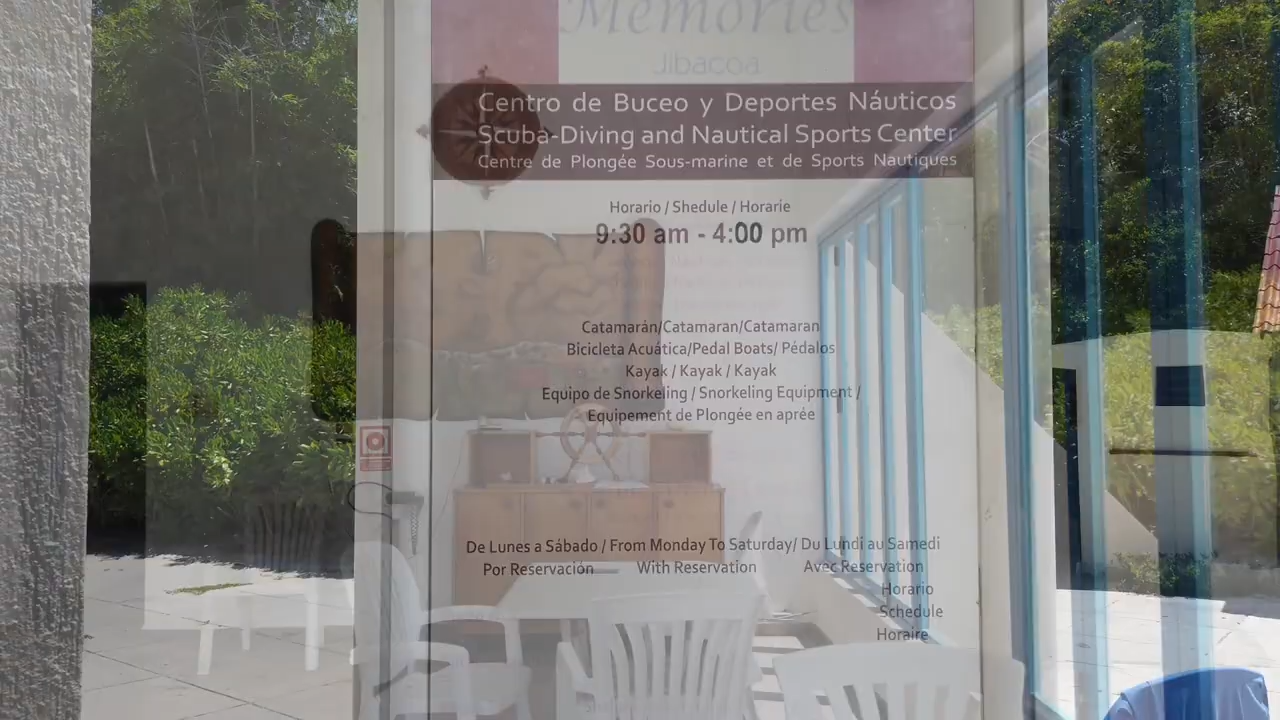 Memories
Jibacoa
Centro de Buceo y Deportes Náuticos
Scuba-Diving and Nautical Sports Center
Centre de Plongée Sous-marine et de Sports Nautiques
Horario / Shedule / Horarie
9:30 am - 4:00 pm
Catamarán/Catamaran/Catamaran
Bicicleta Acuática/Pedal Boats/ Pédalos
Kayak / Kayak / Kayak
Equipo de Snorkeling / Snorkeling Equipment /
Equipement de Plongée en aprée
De Lunes a Sábado / From Monday To Saturday/ Du Lundi au Samedi
Por Reservación With Reservation Avec Reservation
Horario
Schedule
Horaire